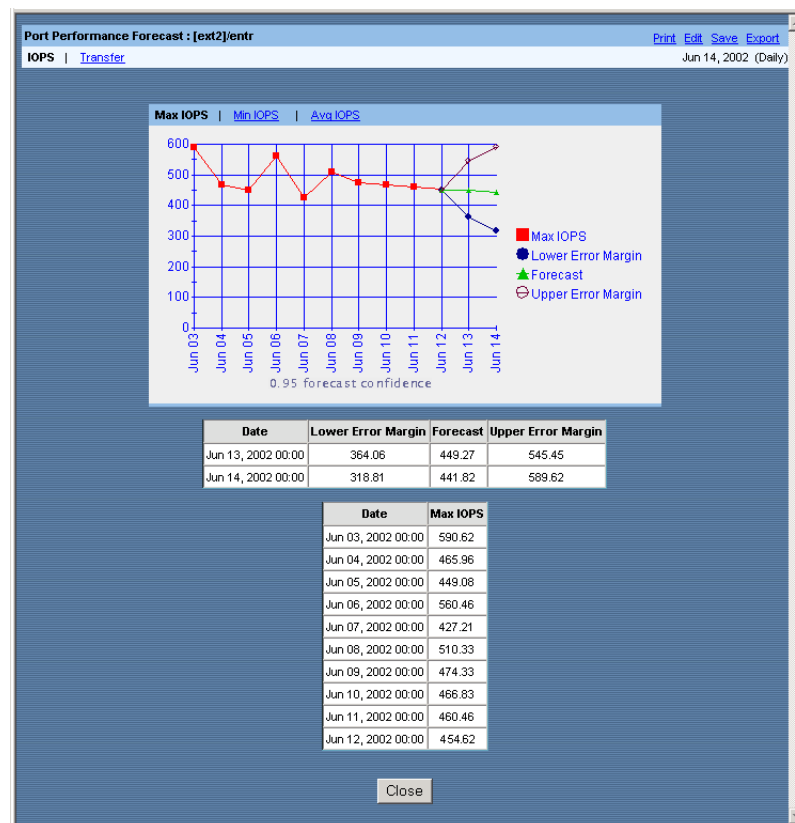 Port Performance Forecast : [ext2]/entr Print Edit Save Export
IOPS | Transfer Jun 14, 2002 (Daily)
Max IOPS | Min IOPS | Avg IOPS
600
500
400
300
200
100
0
Jun 03 Jun 04 Jun 05 Jun 06 Jun 07 Jun 08 Jun 09 Jun 10 Jun 11 Jun 12 Jun 13 Jun 14
0.95 forecast confidence
Max IOPS
Lower Error Margin
Forecast
Upper Error Margin
Date Lower Error Margin Forecast Upper Error Margin
Jun 13, 2002 00:00 364.06 449.27 545.45
Jun 14, 2002 00:00 318.81 441.82 589.62
Date Max IOPS
Jun 03, 2002 00:00 590.62
Jun 04, 2002 00:00 465.96
Jun 05, 2002 00:00 449.08
Jun 06, 2002 00:00 560.46
Jun 07, 2002 00:00 427.21
Jun 08, 2002 00:00 510.33
Jun 09, 2002 00:00 474.33
Jun 10, 2002 00:00 466.83
Jun 11, 2002 00:00 460.46
Jun 12, 2002 00:00 454.62
Close